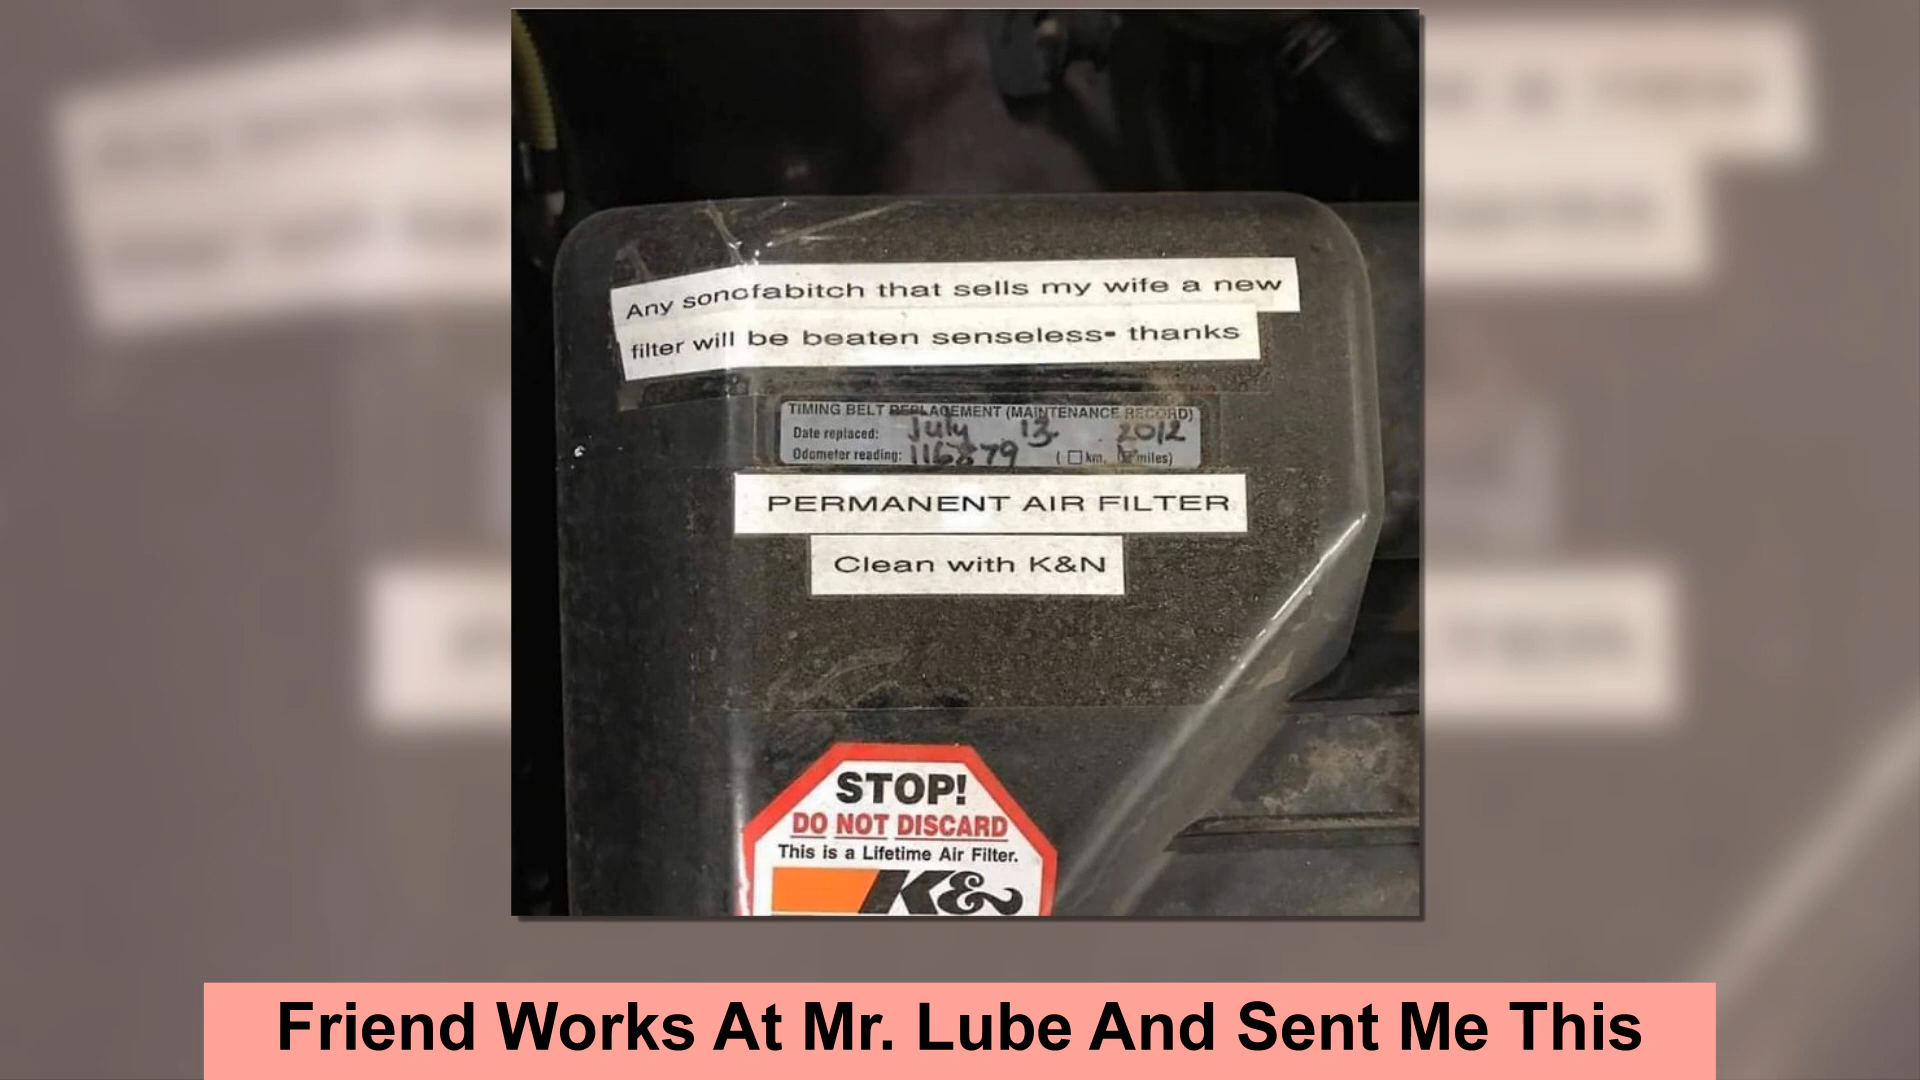 Any sonofabitch that sells my wife a new
filter will be beaten senseless- thanks
TIMING BELT REPLACEMENT (MAINTENANCE RECORD)
Date replaced: July 13 2012
Odometer reading: 116879 ( km. miles)
PERMANENT AIR FILTER
Clean with K&N
STOP!
DO NOT DISCARD
This is a Lifetime Air Filter.
K&
Friend Works At Mr. Lube And Sent Me This